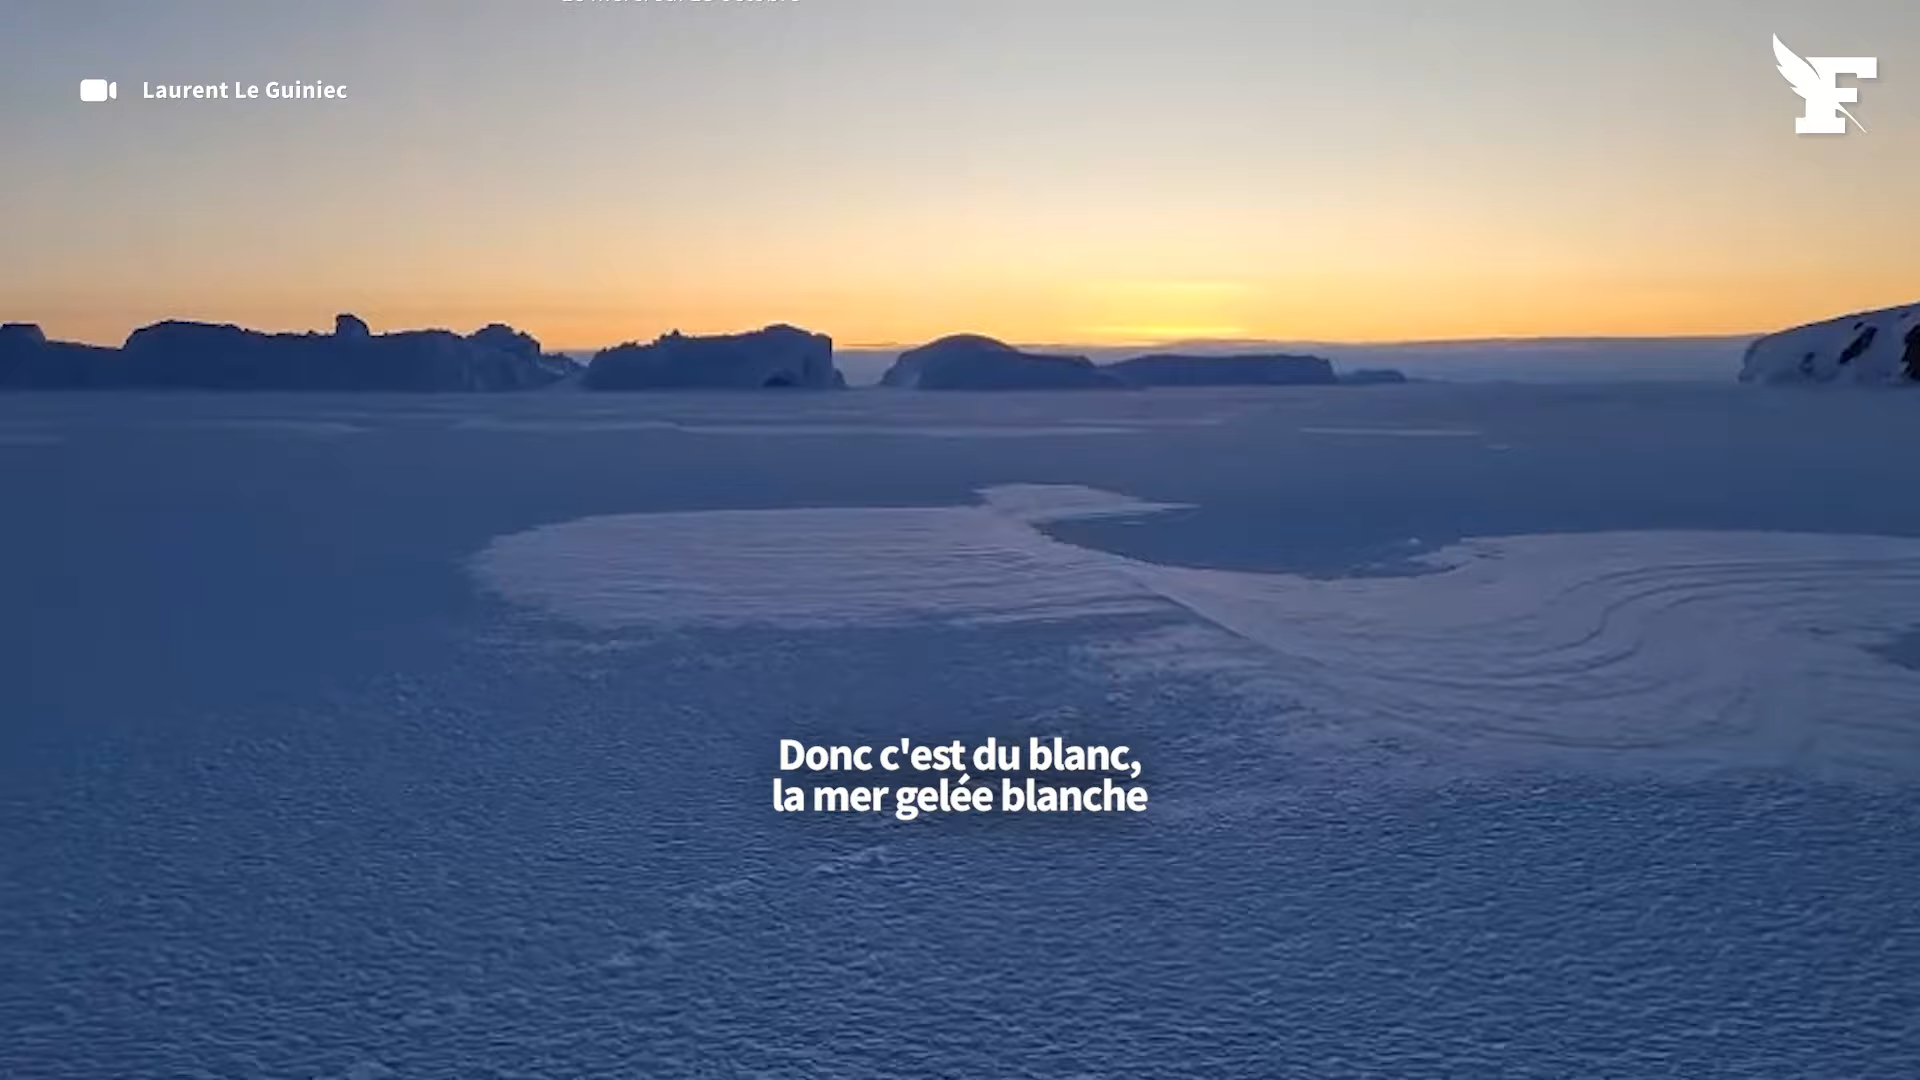 Laurent Le Guiniec
Donc c'est du blanc,
la mer gelée blanche